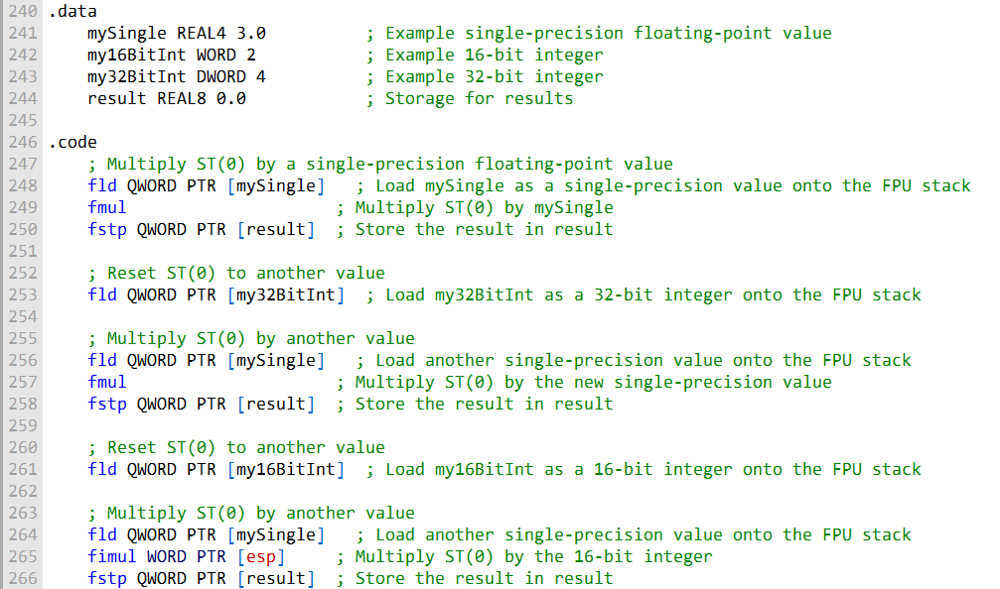 240 .data
241     mySingle REAL4 3.0          ; Example single-precision floating-point value
242     my16BitInt WORD 2           ; Example 16-bit integer
243     my32BitInt DWORD 4          ; Example 32-bit integer
244     result REAL8 0.0            ; Storage for results
245
246 .code
247     ; Multiply ST(0) by a single-precision floating-point value
248     fld QWORD PTR [mySingle]   ; Load mySingle as a single-precision value onto the FPU stack
249     fmul                     ; Multiply ST(0) by mySingle
250     fstp QWORD PTR [result]  ; Store the result in result
251
252     ; Reset ST(0) to another value
253     fld QWORD PTR [my32BitInt]  ; Load my32BitInt as a 32-bit integer onto the FPU stack
254
255     ; Multiply ST(0) by another value
256     fld QWORD PTR [mySingle]   ; Load another single-precision value onto the FPU stack
257     fmul                     ; Multiply ST(0) by the new single-precision value
258     fstp QWORD PTR [result]  ; Store the result in result
259
260     ; Reset ST(0) to another value
261     fld QWORD PTR [my16BitInt]  ; Load my16BitInt as a 16-bit integer onto the FPU stack
262
263     ; Multiply ST(0) by another value
264     fld QWORD PTR [mySingle]   ; Load another single-precision value onto the FPU stack
265     fimul WORD PTR [esp]     ; Multiply ST(0) by the 16-bit integer
266     fstp QWORD PTR [result]  ; Store the result in result